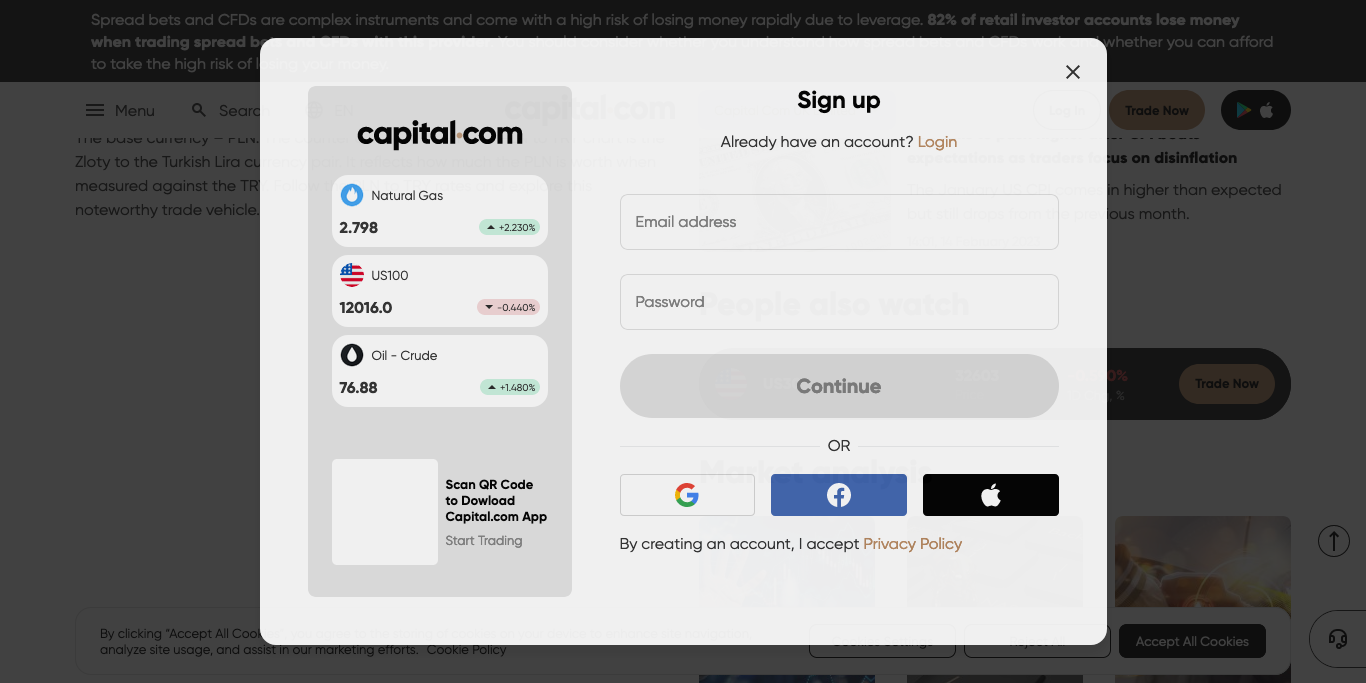 Spread bets and CFDs are complex instruments and come with a high risk of losing money rapidly due to leverage. 82% of retail investor accounts lose money
when trading spread bets and CFDs with this provider. You should consider whether you understand how spread bets and CFDs work and whether you can afford
to take the high risk of losing your money.
Menu
Search
capital.com
Log In
Trade Now
The base currency – PLN.
Zloty to the Turkish Lira
measured against the TRY.
noteworthy trade vehicle.
expectations as traders focus on disinflation
in higher than expected
previous month.
People also watch
Trade Now
Market analysis
Sign up
Already have an account? Login
capital.com
Natural Gas
2.798
+2.230%
US100
12016.0
-0.440%
Oil - Crude
76.88
+1.480%
Scan QR Code
to Dowload
Capital.com App
Start Trading
Email address
Password
Continue
OR
By creating an account, I accept Privacy Policy
By clicking “Accept All Cookies”
analyze site usage, and assist in our marketing efforts. Cookie Policy
Cookies Settings
Reject All
Accept All Cookies